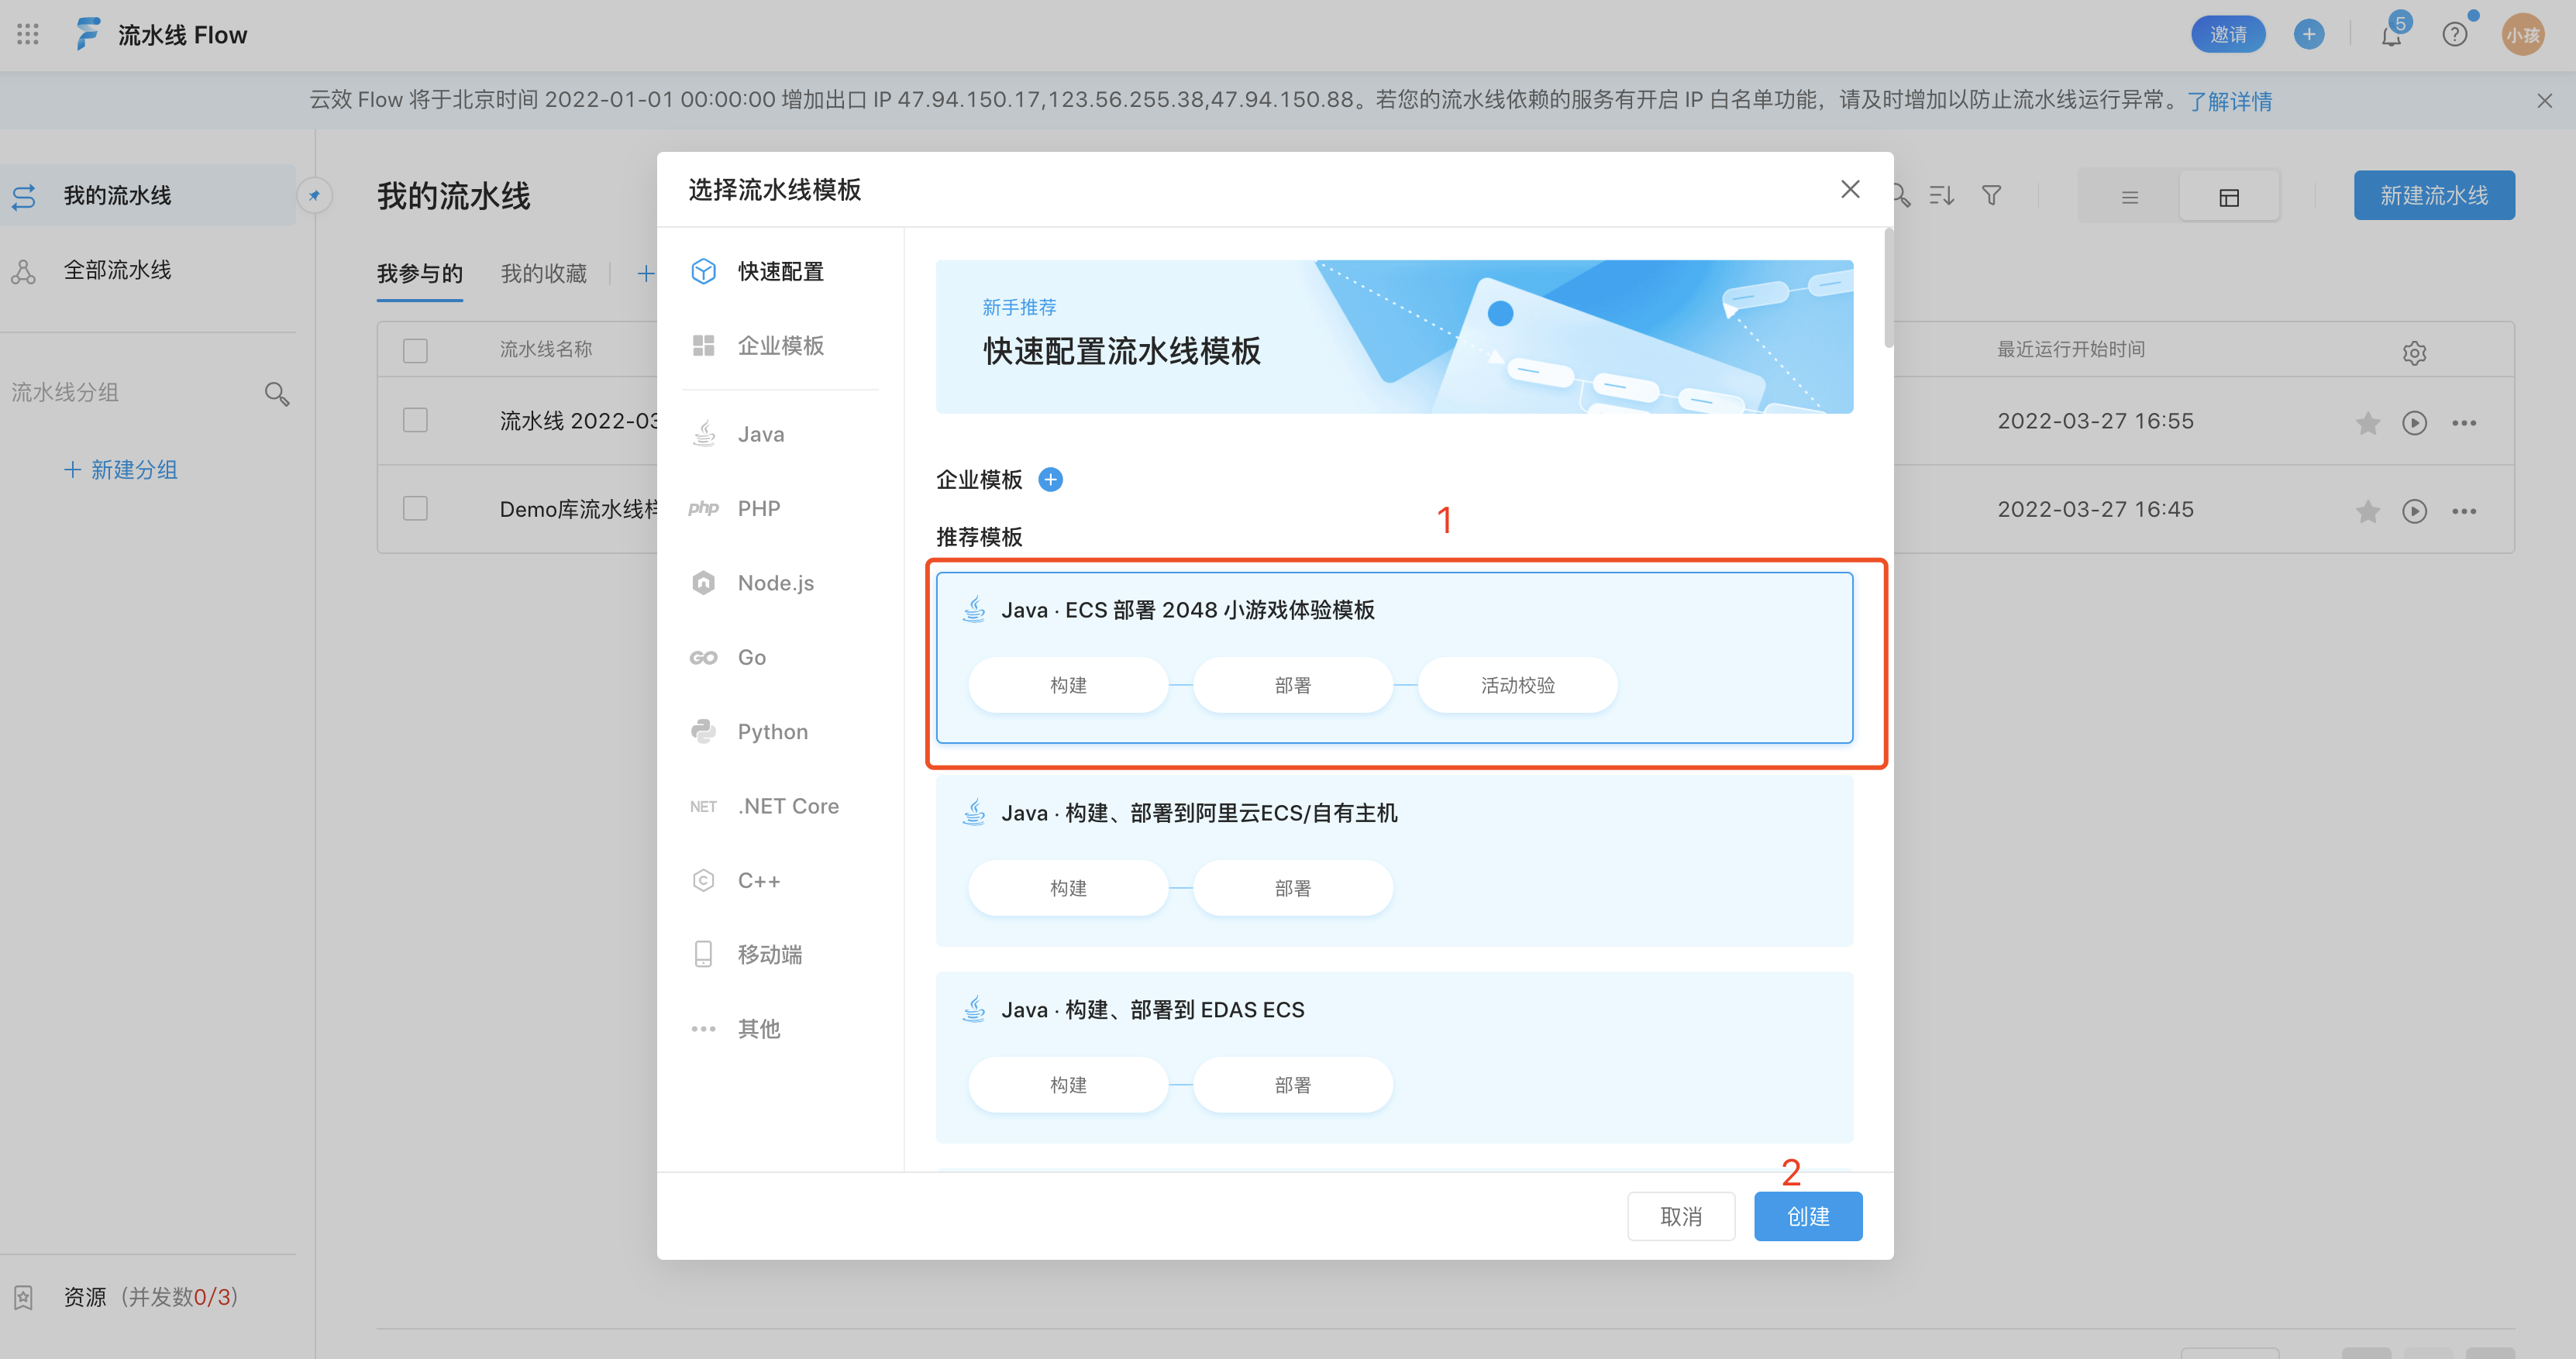 流水线 Flow
邀请
5
小孩
云效 Flow 将于北京时间 2022-01-01 00:00:00 增加出口 IP 47.94.150.17,123.56.255.38,47.94.150.88。若您的流水线依赖的服务有开启 IP 白名单功能，请及时增加以防止流水线运行异常。了解详情
我的流水线
全部流水线
流水线分组
新建分组
资源（并发数0/3）
我的流水线
新建流水线
我参与的
我的收藏
流水线名称
最近运行开始时间
流水线 2022-03
2022-03-27 16:55
Demo库流水线样
2022-03-27 16:45
选择流水线模板
快速配置
企业模板
Java
php PHP
Node.js
GO Go
Python
NET .NET Core
C C++
移动端
其他
新手推荐
快速配置流水线模板
企业模板
推荐模板
1
Java · ECS 部署 2048 小游戏体验模板
构建 部署 活动校验
Java · 构建、部署到阿里云ECS/自有主机
构建 部署
Java · 构建、部署到 EDAS ECS
构建 部署
2
取消
创建